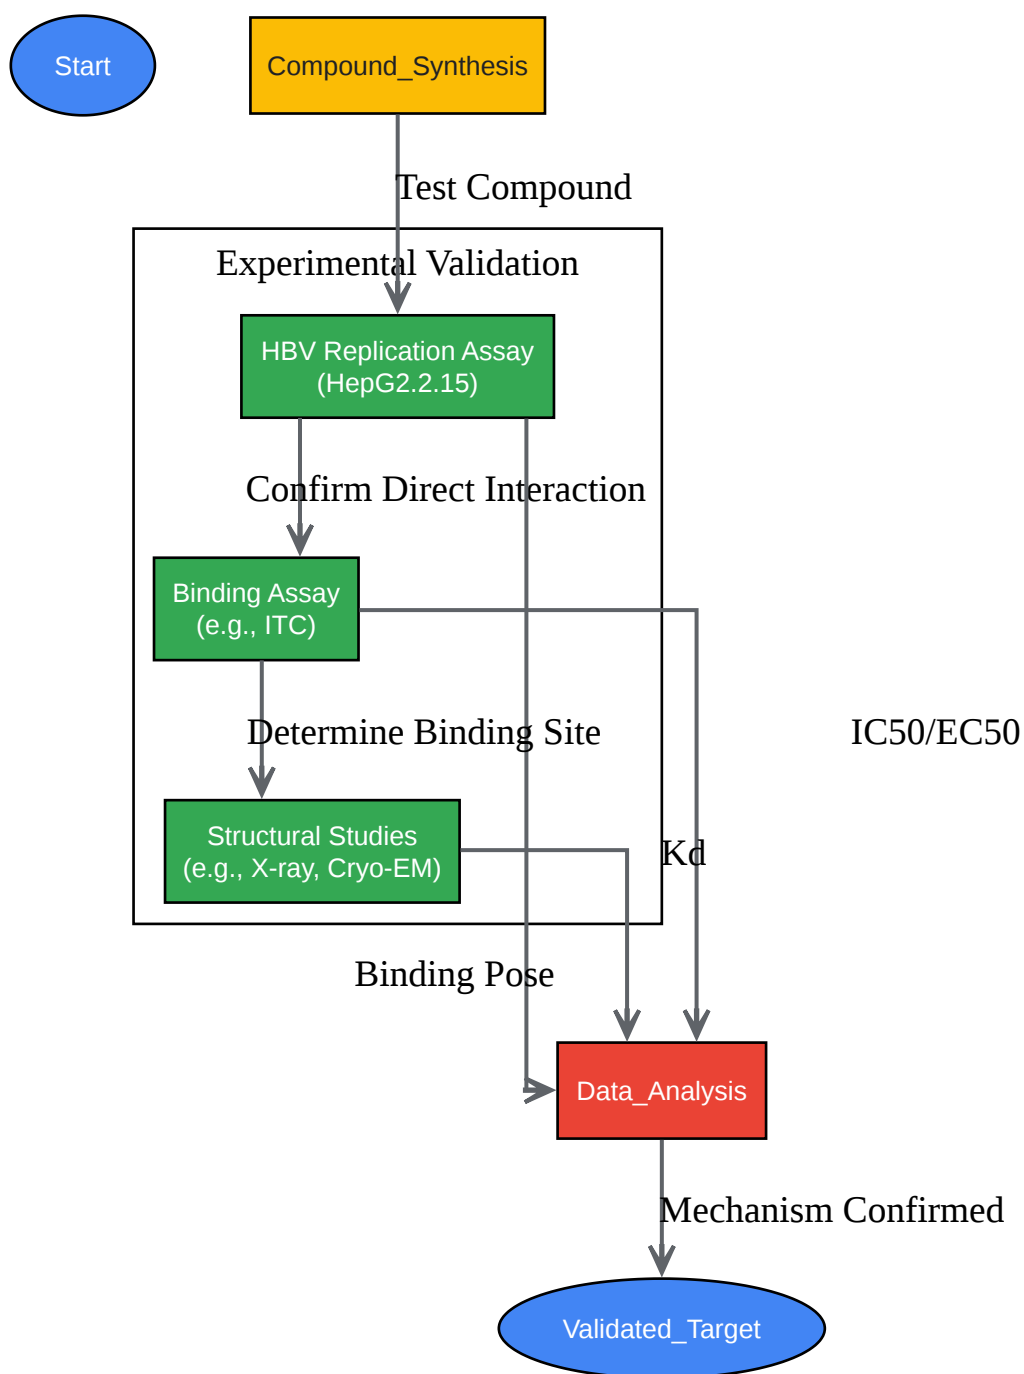 Start
Compound_Synthesis
Test Compound
Experimental Validation
HBV Replication Assay
(HepG2.2.15)
Confirm Direct Interaction
Binding Assay
(e.g., ITC)
Determine Binding Site
IC50/EC50
Structural Studies
(e.g., X-ray, Cryo-EM)
Kd
Binding Pose
Data_Analysis
Mechanism Confirmed
Validated_Target